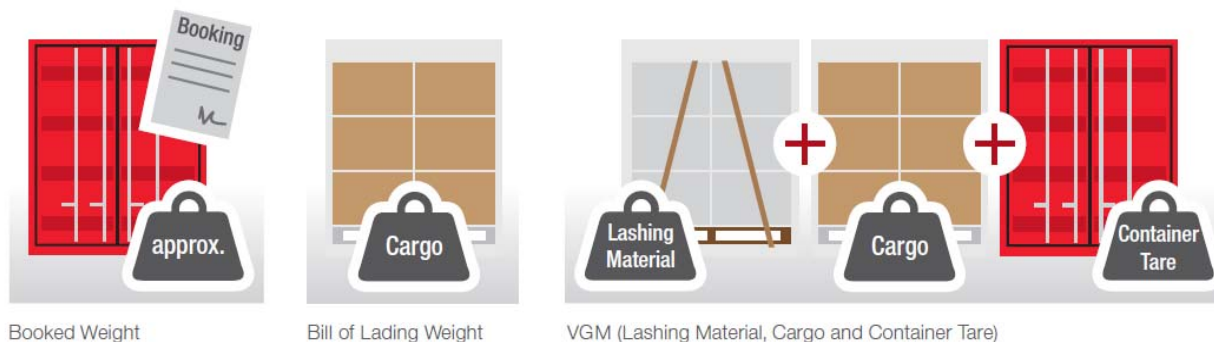 Booking
approx.
Cargo
Lashing
Material
Cargo
Container
Tare
Booked Weight
Bill of Lading Weight
VGM (Lashing Material, Cargo and Container Tare)